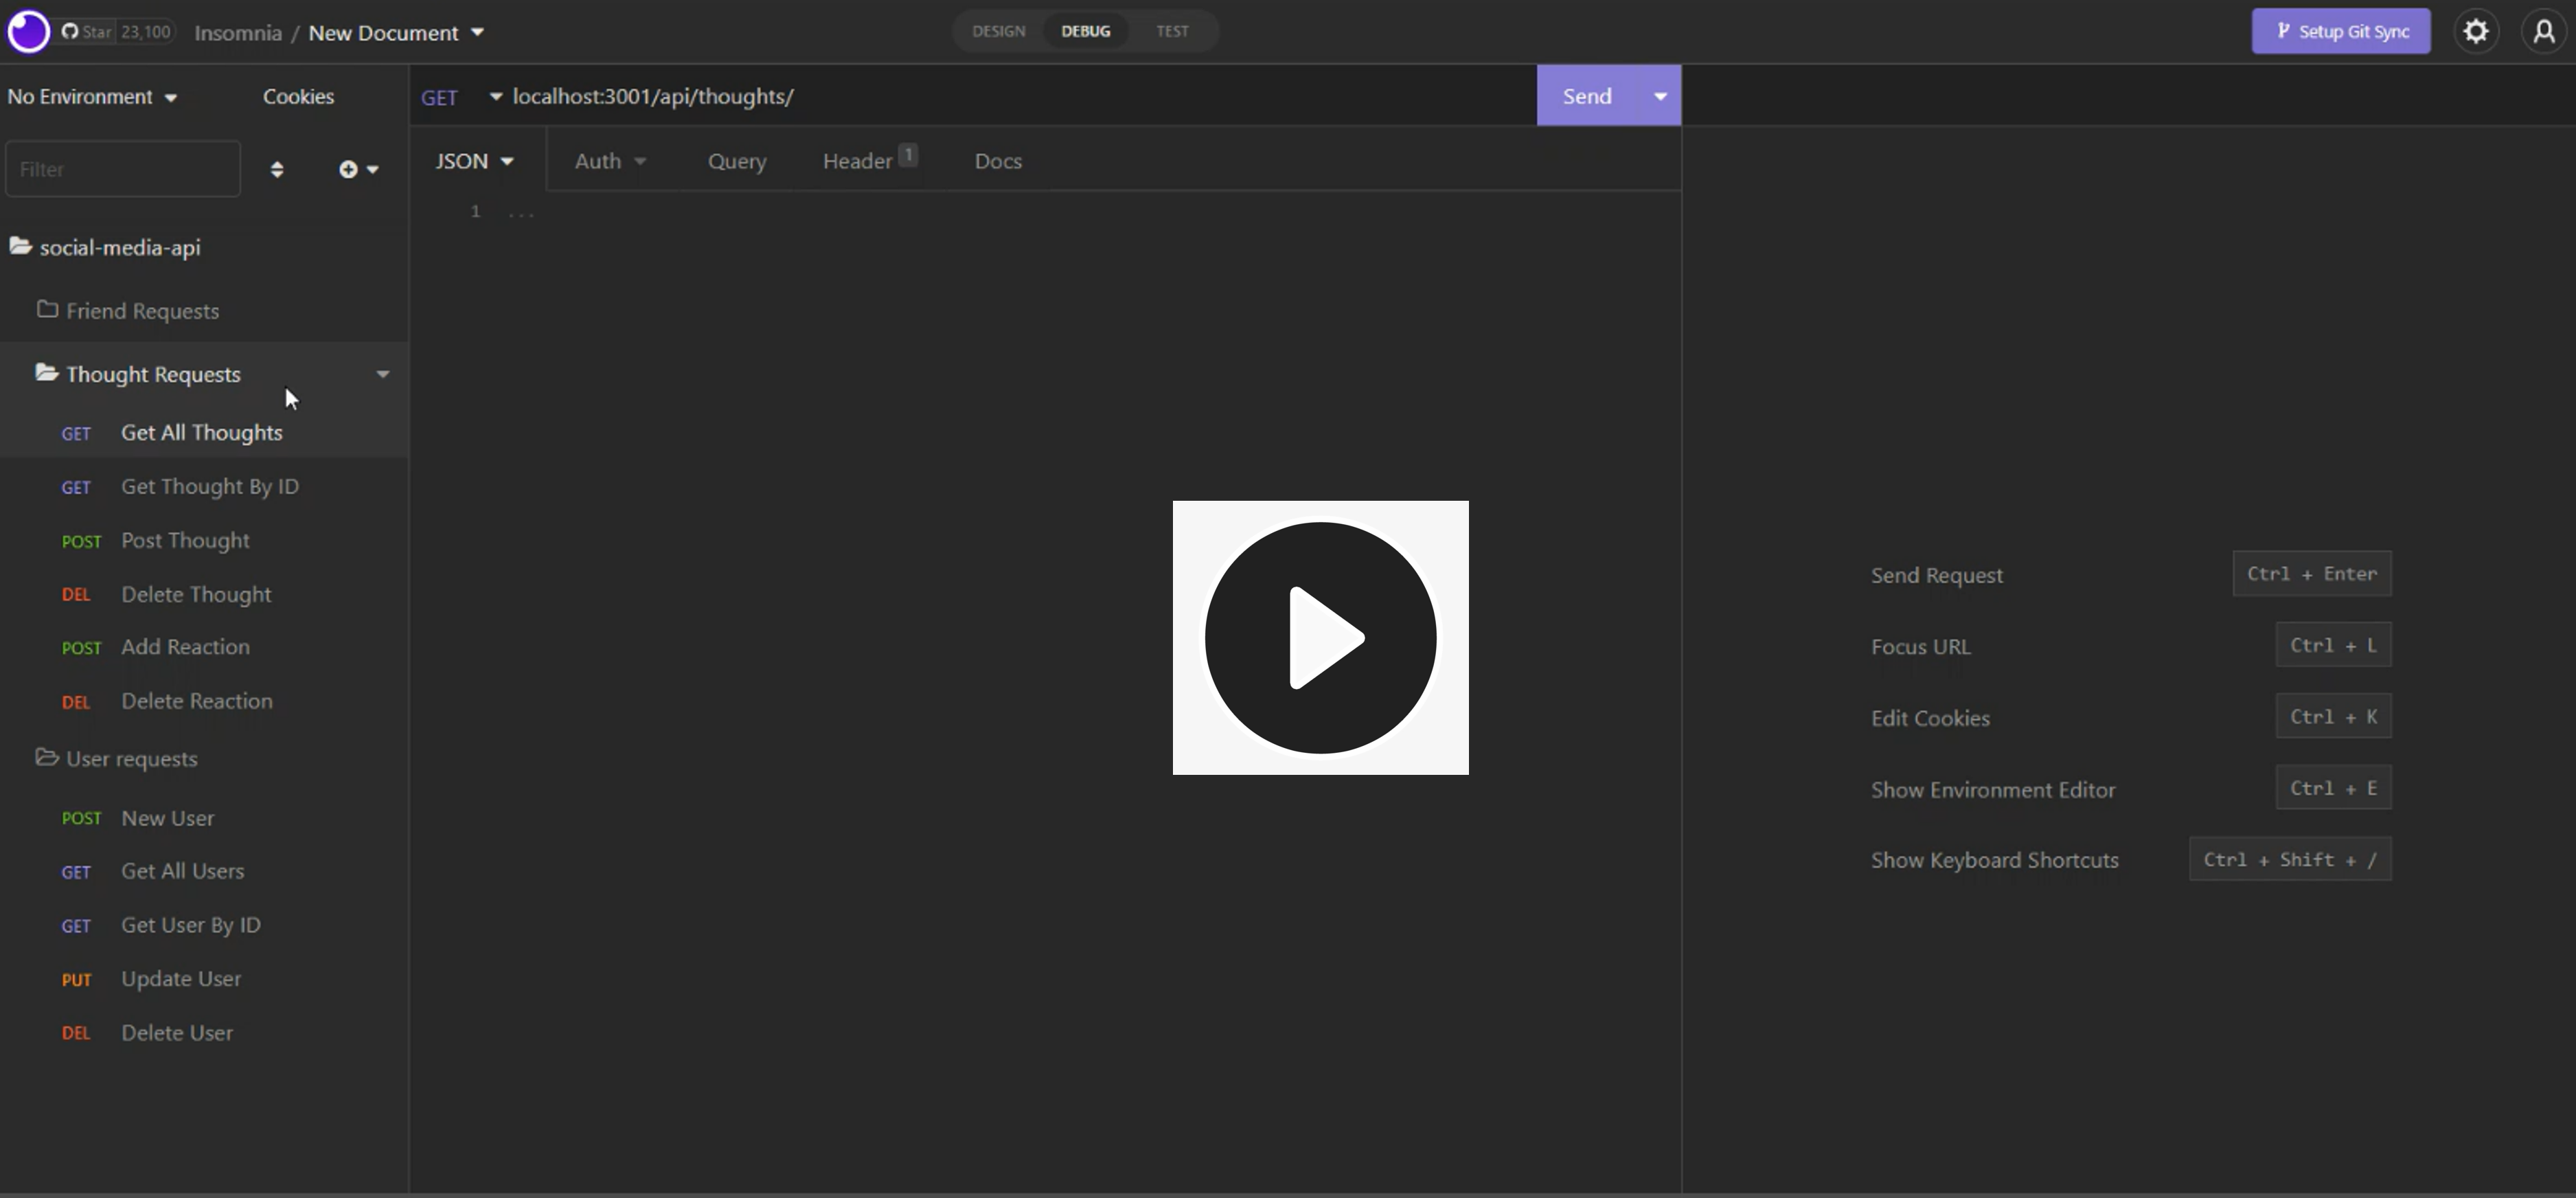 Star 23,100 Insomnia / New Document DESIGN DEBUG TEST Setup Git Sync
No Environment Cookies
Filter
social-media-api
Friend Requests
Thought Requests
GET Get All Thoughts
GET Get Thought By ID
POST Post Thought
DEL Delete Thought
POST Add Reaction
DEL Delete Reaction
User requests
POST New User
GET Get All Users
GET Get User By ID
PUT Update User
DEL Delete User
GET localhost:3001/api/thoughts/ Send
JSON Auth Query Header 1 Docs
1 ...
Send Request Ctrl + Enter
Focus URL Ctrl + L
Edit Cookies Ctrl + K
Show Environment Editor Ctrl + E
Show Keyboard Shortcuts Ctrl + Shift + /